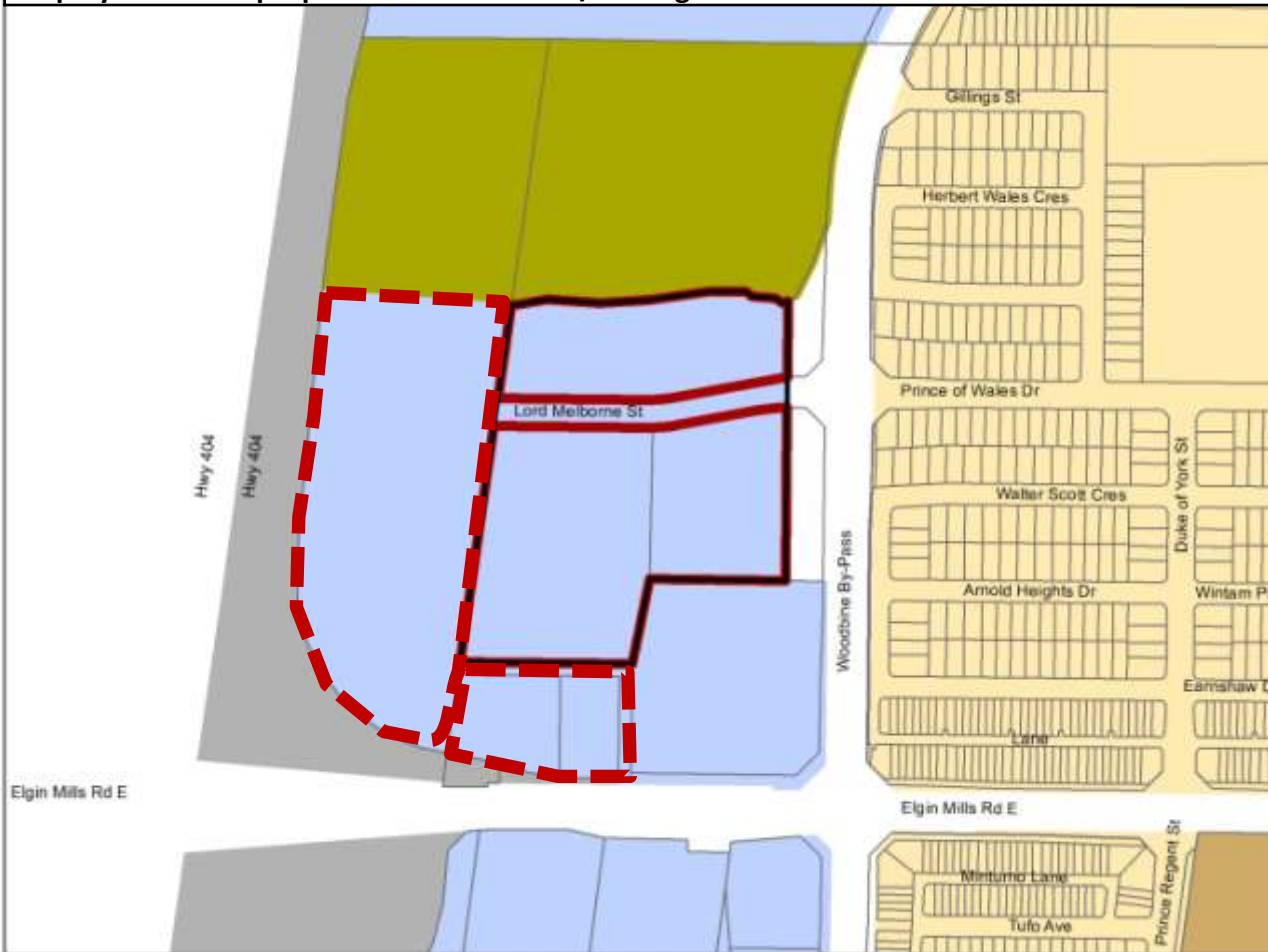 Gillings St
Herbert Wales Cres
Prince of Wales Dr
Lord Melborne St
Hwy 404
Hwy 404
Duke of York St
Walter Scott Cres
Woodbine By-Pass
Arnold Heights Dr
Wintam P
Earnshaw D
Lane
Elgin Mills Rd E
Elgin Mills Rd E
Prince Regent St
Minturno Lane
Tufo Ave